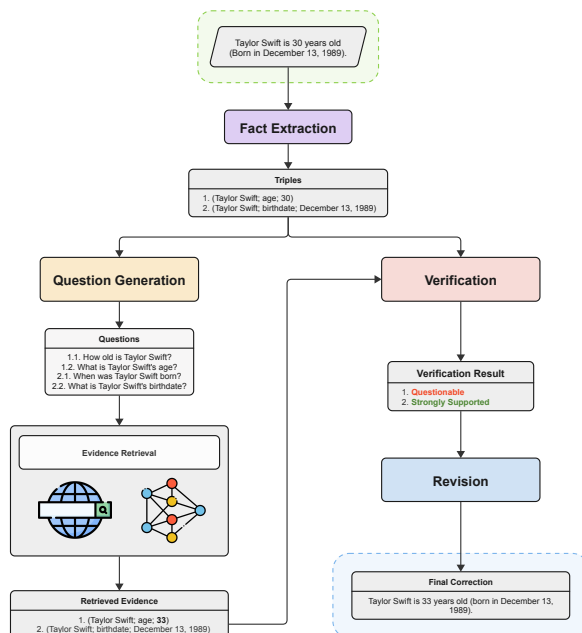 Taylor Swift is 30 years old
(Born in December 13, 1989).
Fact Extraction
Triples
1. (Taylor Swift; age; 30)
2. (Taylor Swift; birthdate; December 13, 1989)
Question Generation
Questions
1.1. How old is Taylor Swift?
1.2. What is Taylor Swift's age?
2.1. When was Taylor Swift born?
2.2. What is Taylor Swift's birthdate?
Evidence Retrieval
Retrieved Evidence
1. (Taylor Swift; age; 33)
2. (Taylor Swift; birthdate; December 13, 1989)
Verification
Verification Result
1. Questionable
2. Strongly Supported
Revision
Final Correction
Taylor Swift is 33 years old (born in December 13,
1989).